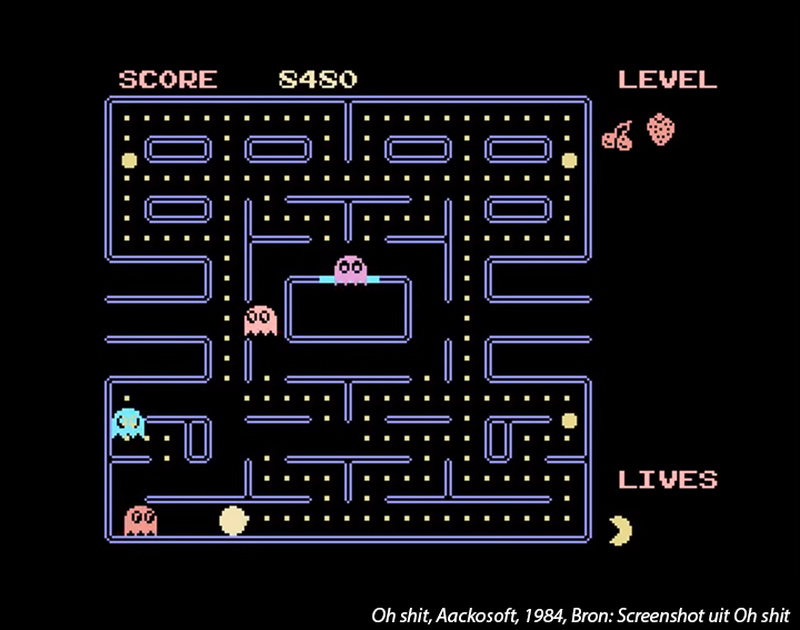 SCORE 8480 LEVEL
LIVES
Oh shit, Aackosoft, 1984, Bron: Screenshot uit Oh shit